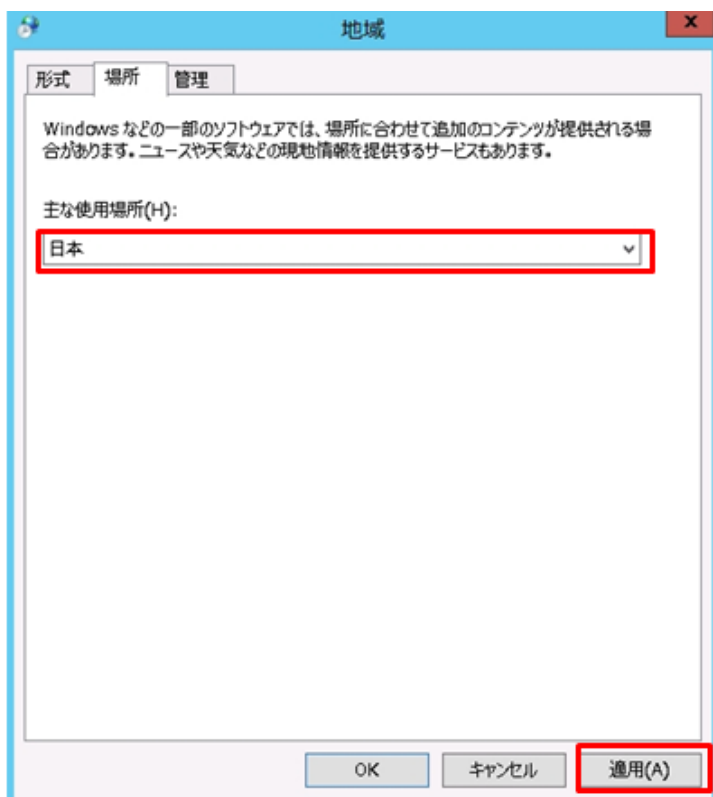 地域
x
形式 場所 管理
Windows などの一部のソフトウェアでは、場所に合わせて追加のコンテンツが提供される場
合があります。ニュースや天気などの現地情報を提供するサービスもあります。
主な使用場所(H):
日本
OK キャンセル 適用(A)